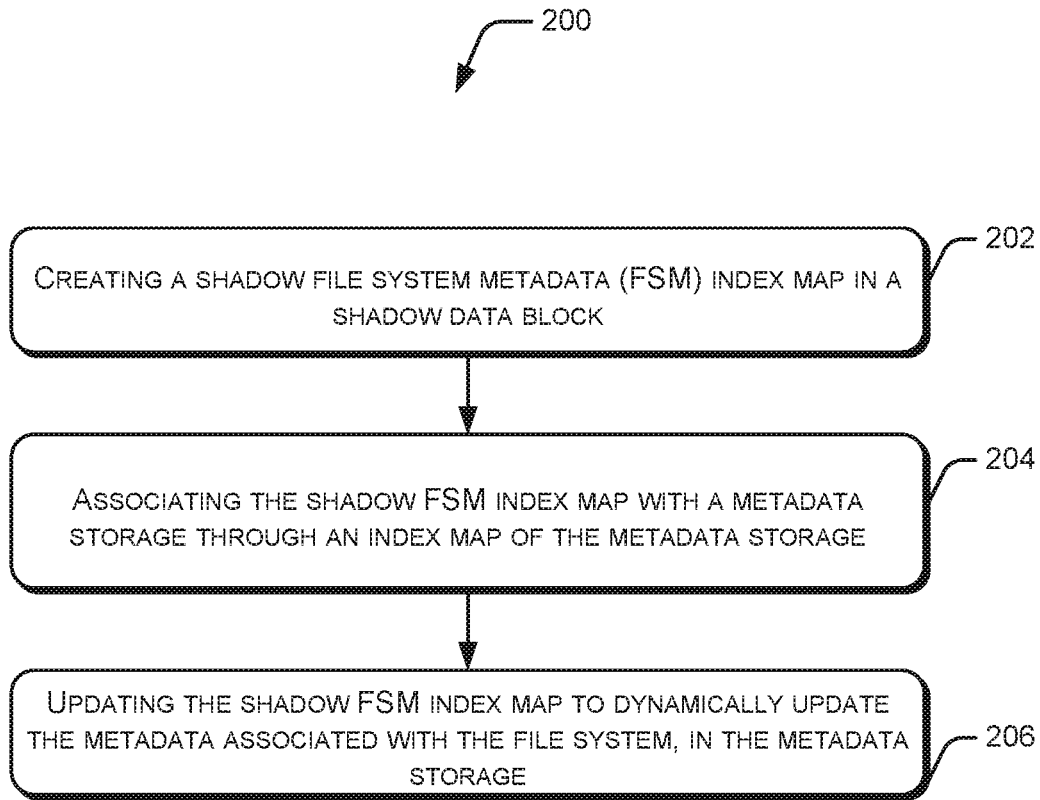 200
202
CREATING A SHADOW FILE SYSTEM METADATA (FSM) INDEX MAP IN A
SHADOW DATA BLOCK
204
ASSOCIATING THE SHADOW FSM INDEX MAP WITH A METADATA
STORAGE THROUGH AN INDEX MAP OF THE METADATA STORAGE
UPDATING THE SHADOW FSM INDEX MAP TO DYNAMICALLY UPDATE
THE METADATA ASSOCIATED WITH THE FILE SYSTEM, IN THE METADATA
STORAGE
206